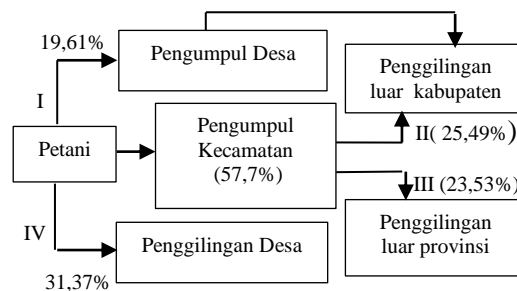 19,61%
Pengumpul Desa
Penggilingan
luar kabupaten
I
Pengumpul
Kecamatan
(57,7%)
Petani
II( 25,49%)
III (23,53%)
IV
Penggilingan Desa
Penggilingan
luar provinsi
31,37%